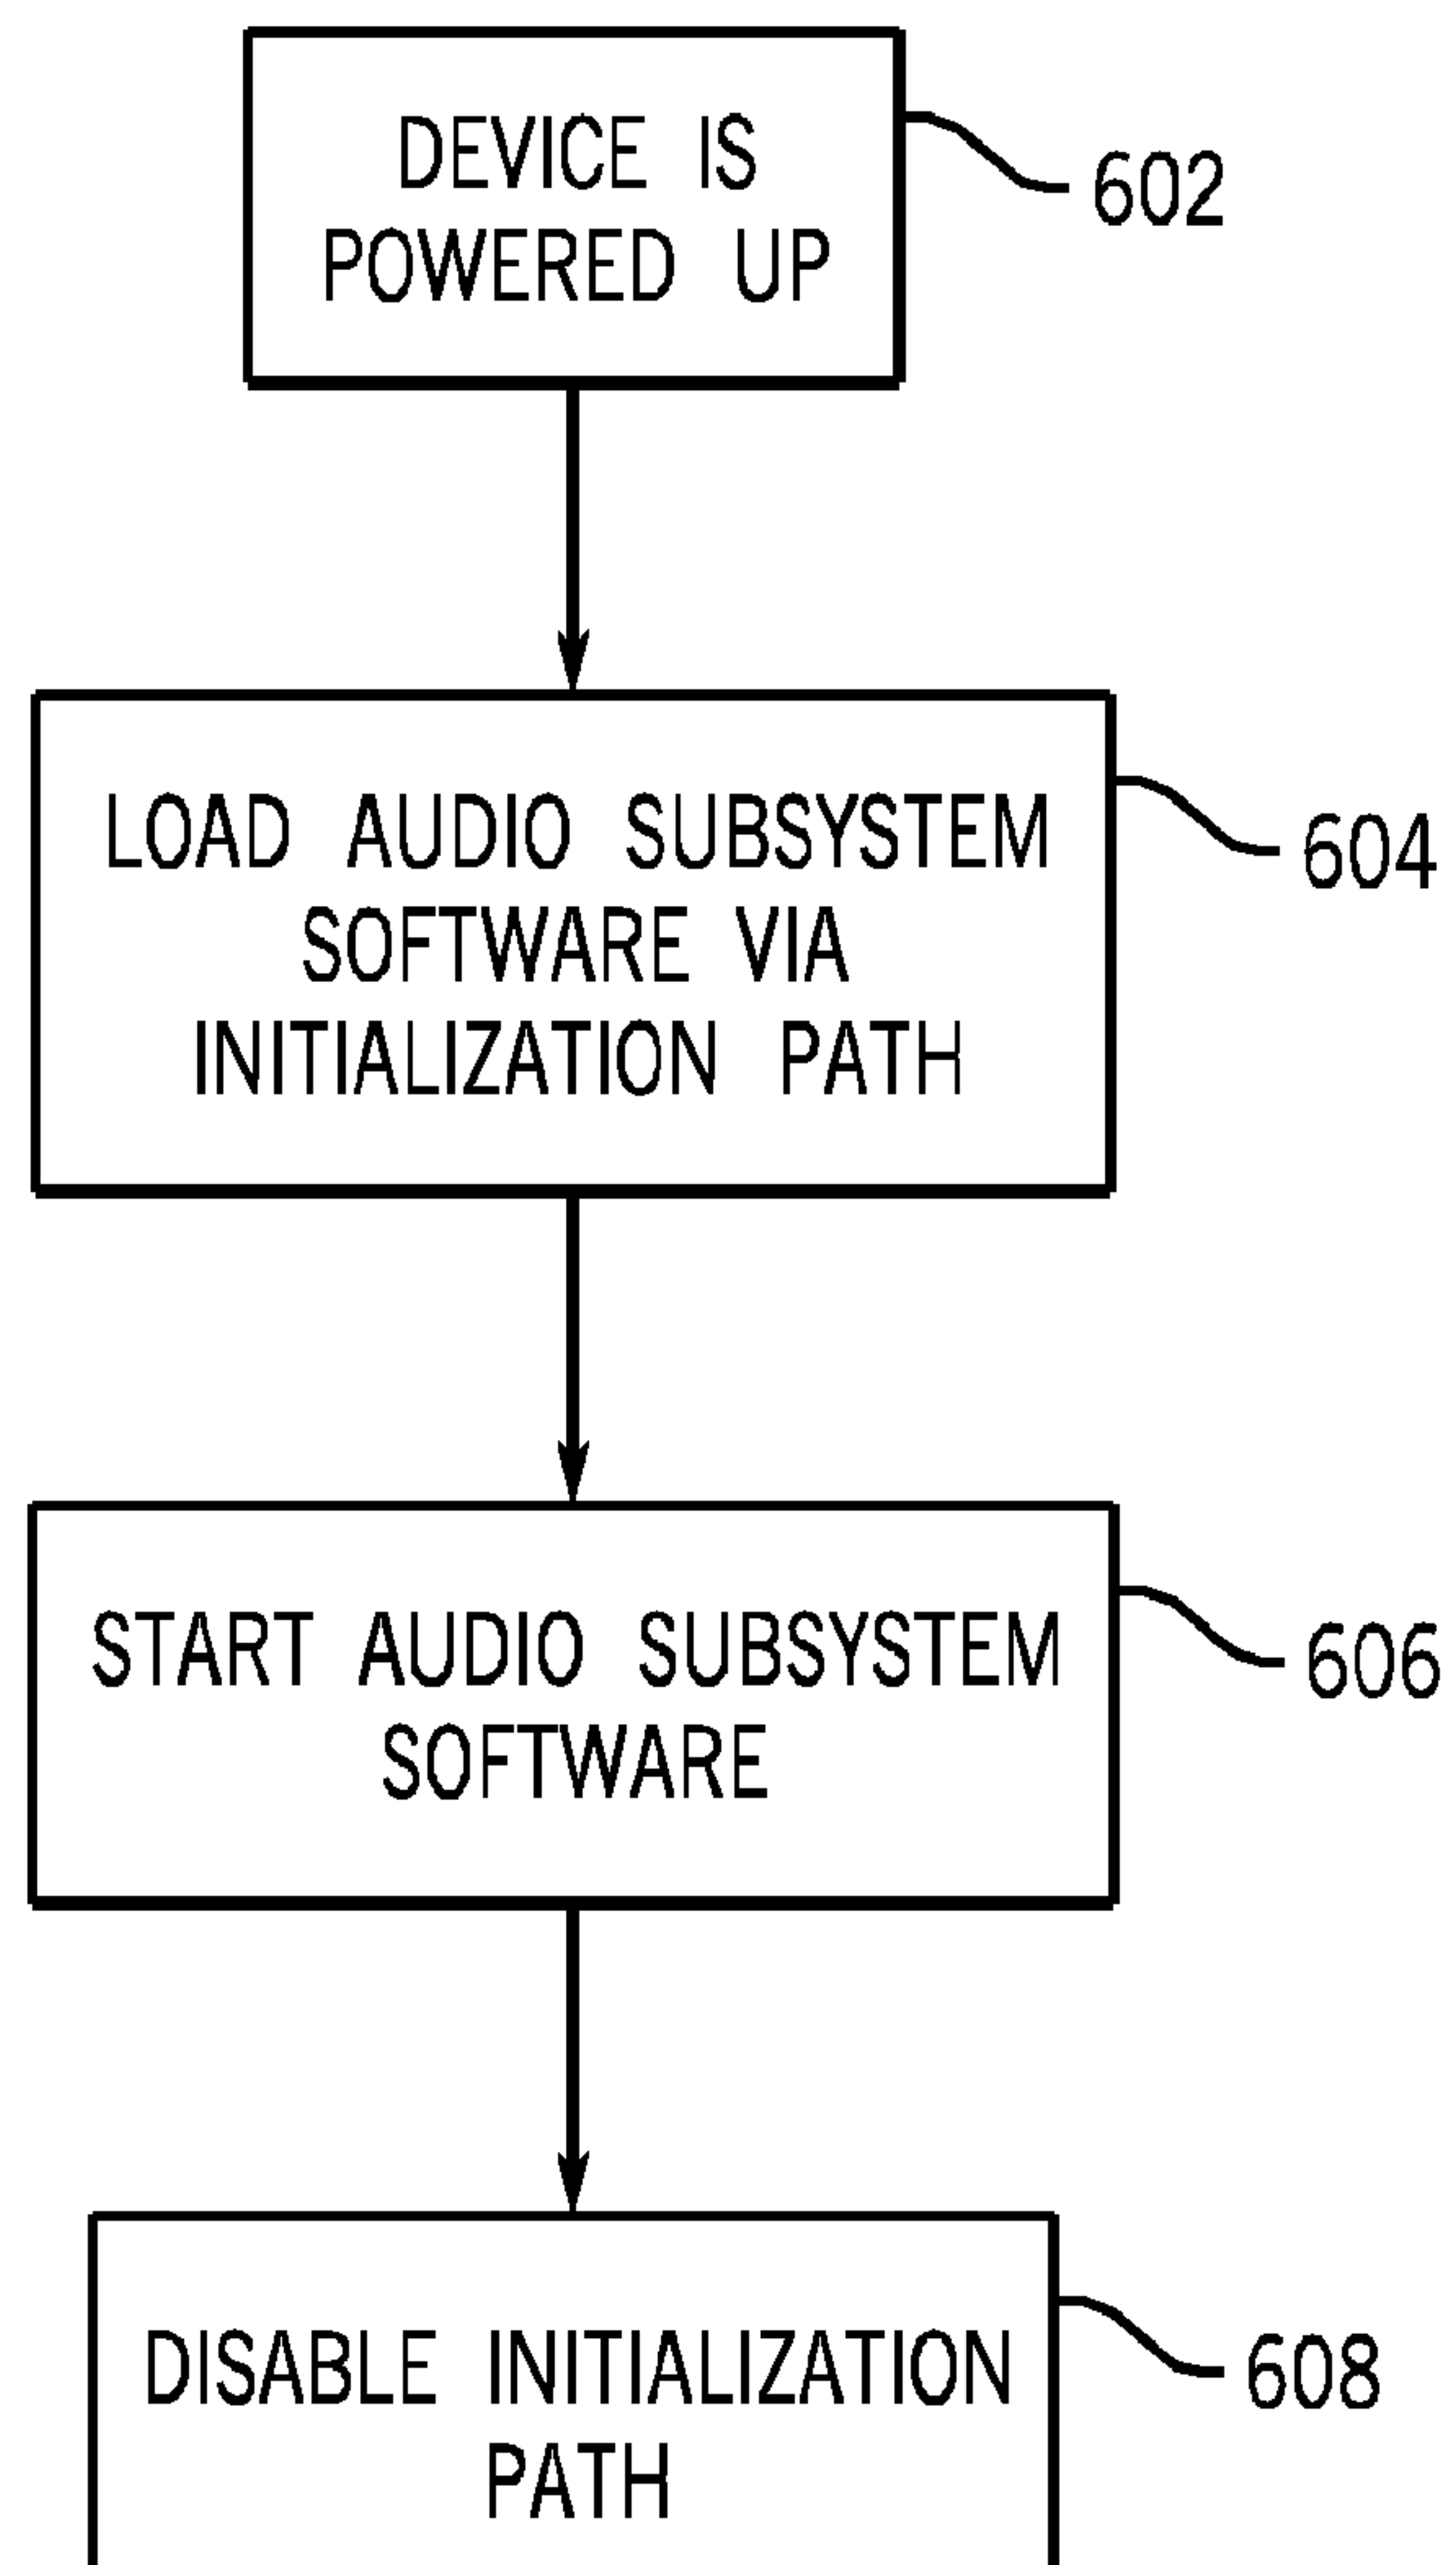 DEVICE IS
POWERED UP
602
LOAD AUDIO SUBSYSTEM
SOFTWARE VIA
INITIALIZATION PATH
604
START AUDIO SUBSYSTEM
SOFTWARE
606
DISABLE INITIALIZATION
PATH
608